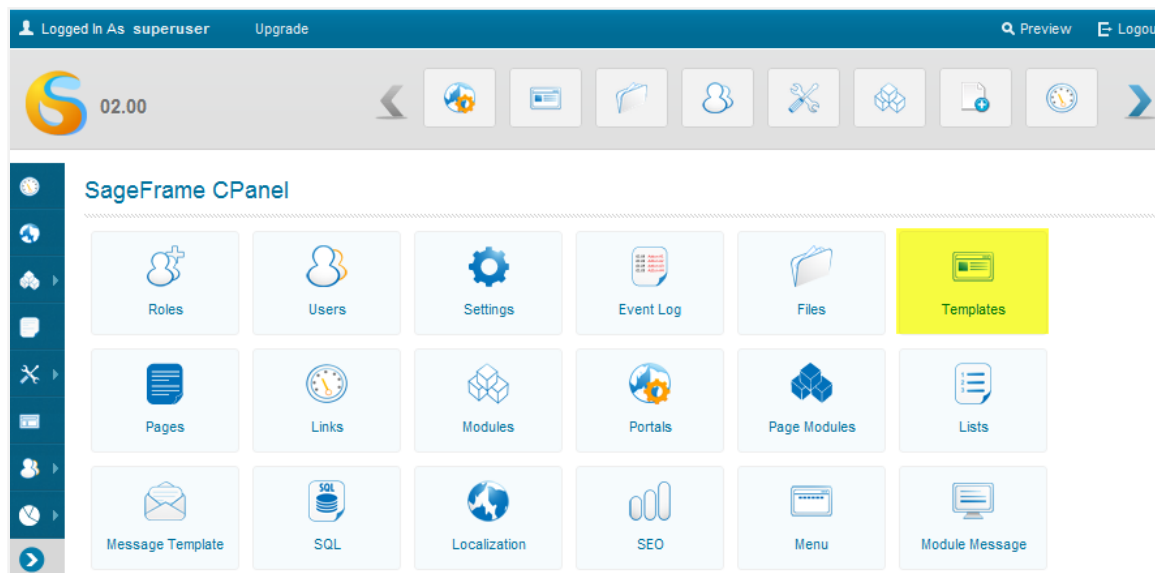 Logged In As superuser Upgrade Preview Logou
02.00
SageFrame CPanel
Roles Users Settings Event Log Files Templates
Pages Links Modules Portals Page Modules Lists
SQL
Message Template SQL Localization SEO Menu Module Message